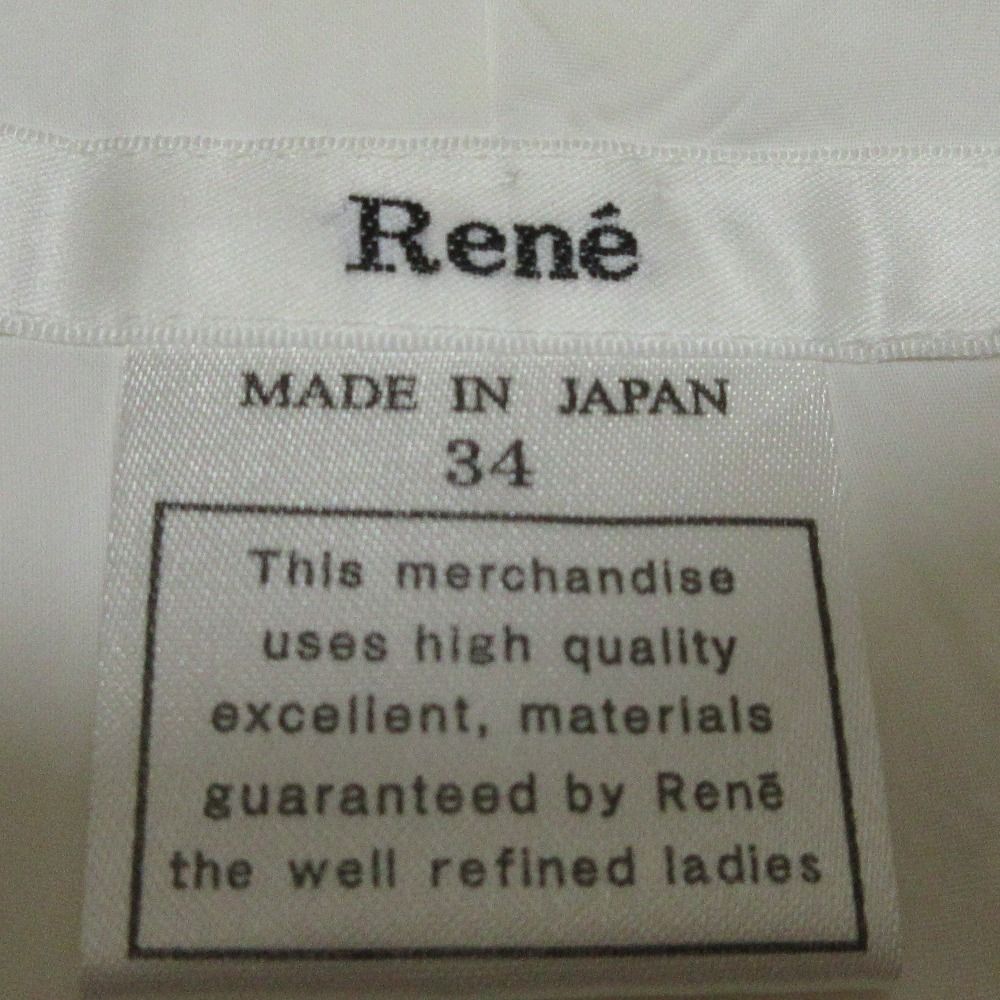 René
MADE IN JAPAN
34
This merchandise
uses high quality
excellent, materials
guaranteed by Renē
the well refined ladies